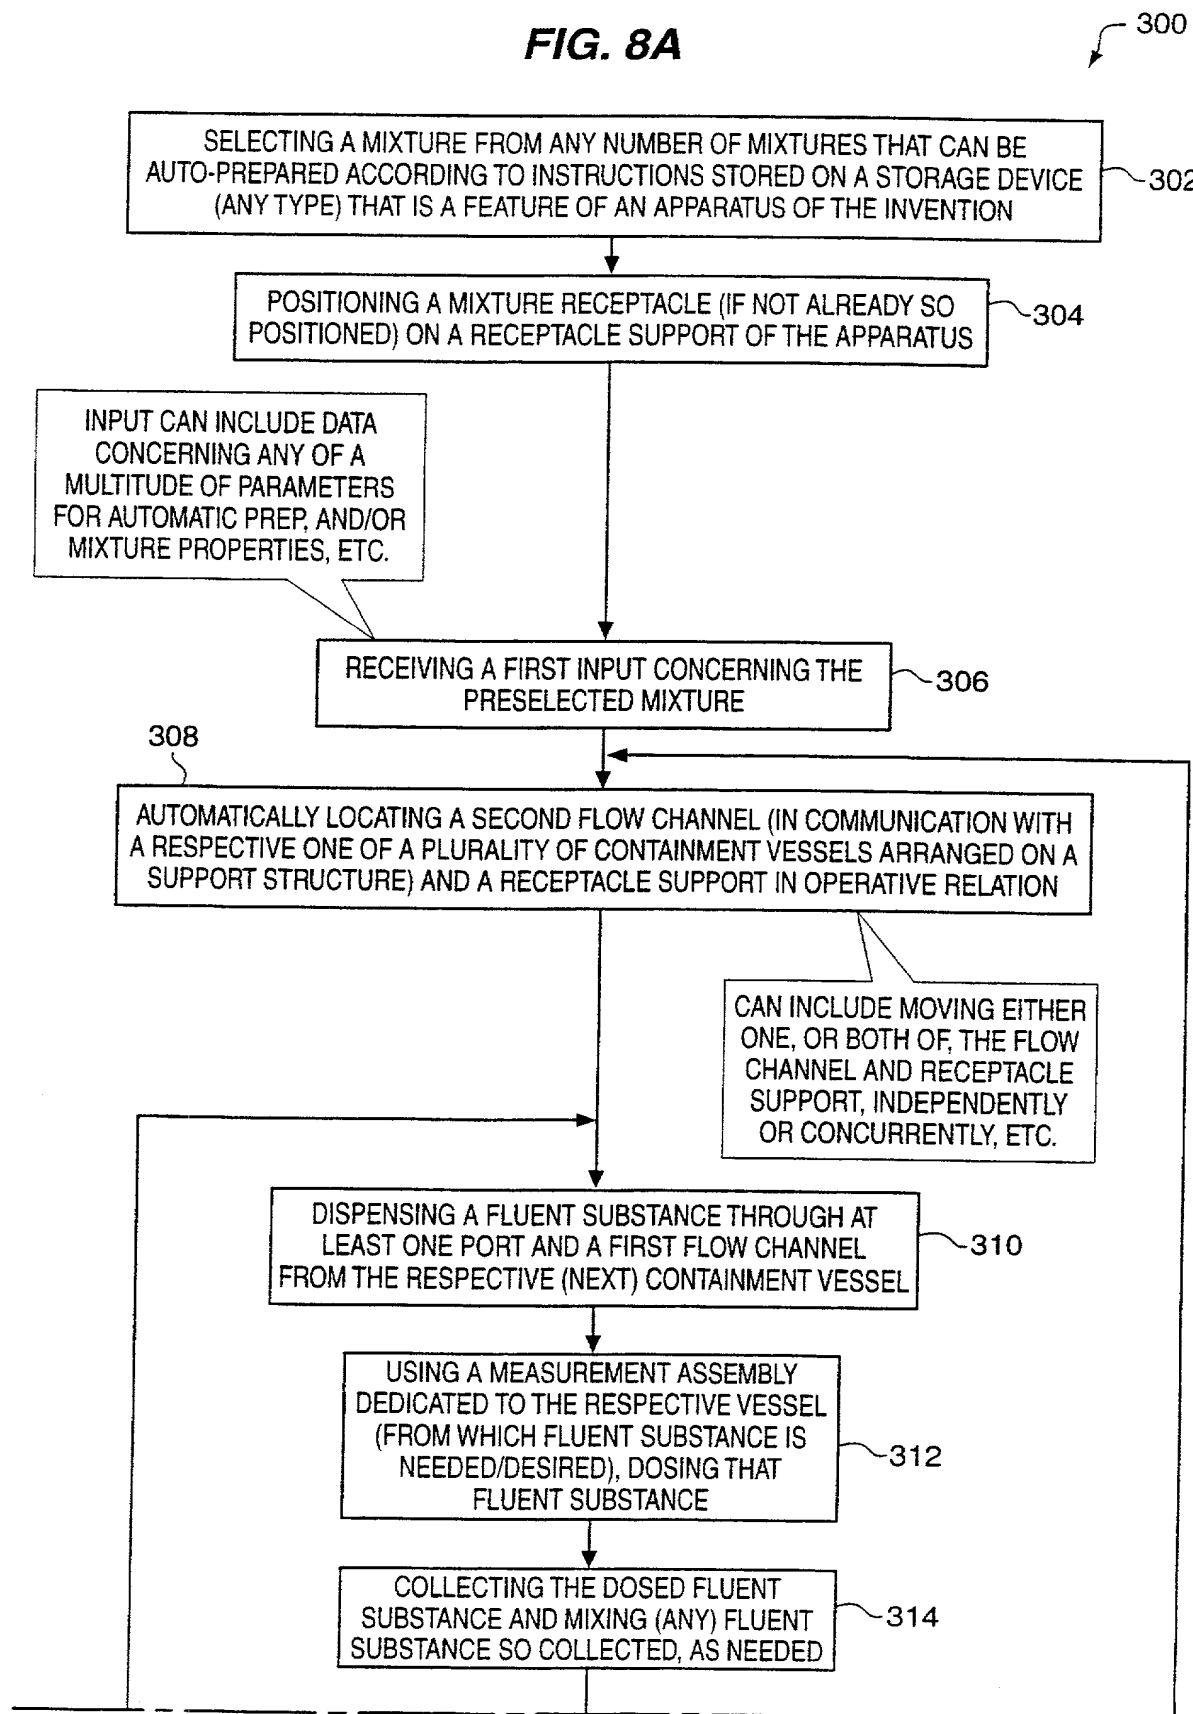 FIG. 8A
300
SELECTING A MIXTURE FROM ANY NUMBER OF MIXTURES THAT CAN BE
AUTO-PREPARED ACCORDING TO INSTRUCTIONS STORED ON A STORAGE DEVICE
(ANY TYPE) THAT IS A FEATURE OF AN APPARATUS OF THE INVENTION
302
POSITIONING A MIXTURE RECEPTACLE (IF NOT ALREADY SO
POSITIONED) ON A RECEPTACLE SUPPORT OF THE APPARATUS
304
INPUT CAN INCLUDE DATA
CONCERNING ANY OF A
MULTITUDE OF PARAMETERS
FOR AUTOMATIC PREP, AND/OR
MIXTURE PROPERTIES, ETC.
RECEIVING A FIRST INPUT CONCERNING THE
PRESELECTED MIXTURE
306
308
AUTOMATICALLY LOCATING A SECOND FLOW CHANNEL (IN COMMUNICATION WITH
A RESPECTIVE ONE OF A PLURALITY OF CONTAINMENT VESSELS ARRANGED ON A
SUPPORT STRUCTURE) AND A RECEPTACLE SUPPORT IN OPERATIVE RELATION
CAN INCLUDE MOVING EITHER
ONE, OR BOTH OF, THE FLOW
CHANNEL AND RECEPTACLE
SUPPORT, INDEPENDENTLY
OR CONCURRENTLY, ETC.
DISPENSING A FLUENT SUBSTANCE THROUGH AT
LEAST ONE PORT AND A FIRST FLOW CHANNEL
FROM THE RESPECTIVE (NEXT) CONTAINMENT VESSEL
310
USING A MEASUREMENT ASSEMBLY
DEDICATED TO THE RESPECTIVE VESSEL
(FROM WHICH FLUENT SUBSTANCE IS
NEEDED/DESIRED), DOSING THAT
FLUENT SUBSTANCE
312
COLLECTING THE DOSED FLUENT
SUBSTANCE AND MIXING (ANY) FLUENT
SUBSTANCE SO COLLECTED, AS NEEDED
314